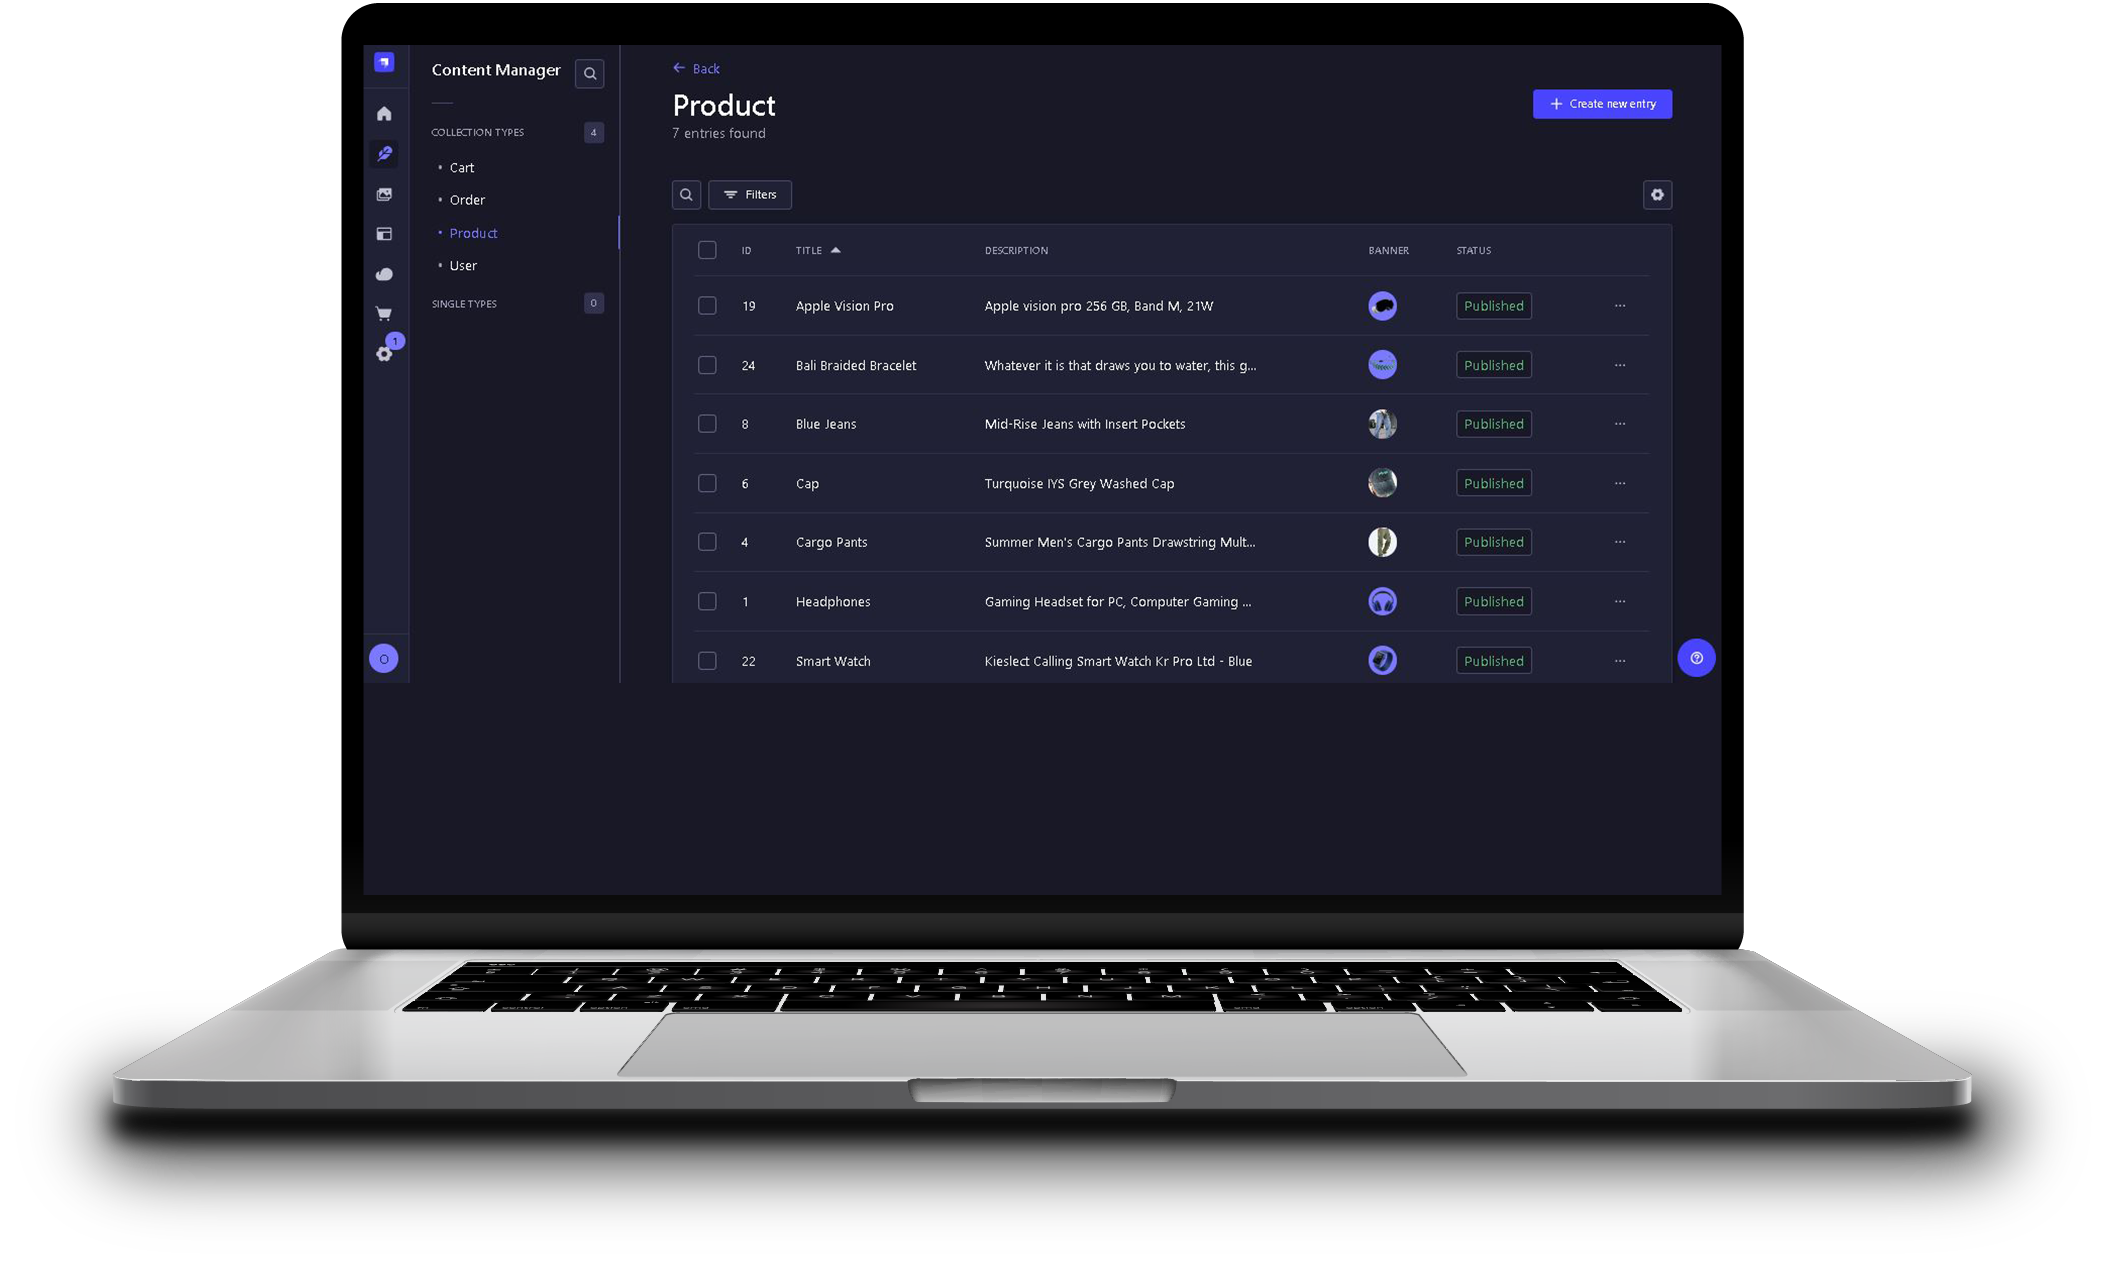 Content Manager
COLLECTION TYPES 4
Cart
Order
Product
User
SINGLE TYPES 0
1
O
Back
Product
7 entries found
Create new entry
Filters
ID TITLE DESCRIPTION BANNER STATUS
19 Apple Vision Pro Apple vision pro 256 GB, Band M, 21W Published
24 Bali Braided Bracelet Whatever it is that draws you to water, this g... Published
8 Blue Jeans Mid-Rise Jeans with Insert Pockets Published
6 Cap Turquoise IYS Grey Washed Cap Published
4 Cargo Pants Summer Men's Cargo Pants Drawstring Mult... Published
1 Headphones Gaming Headset for PC, Computer Gaming ... Published
22 Smart Watch Kieslect Calling Smart Watch Kr Pro Ltd - Blue Published